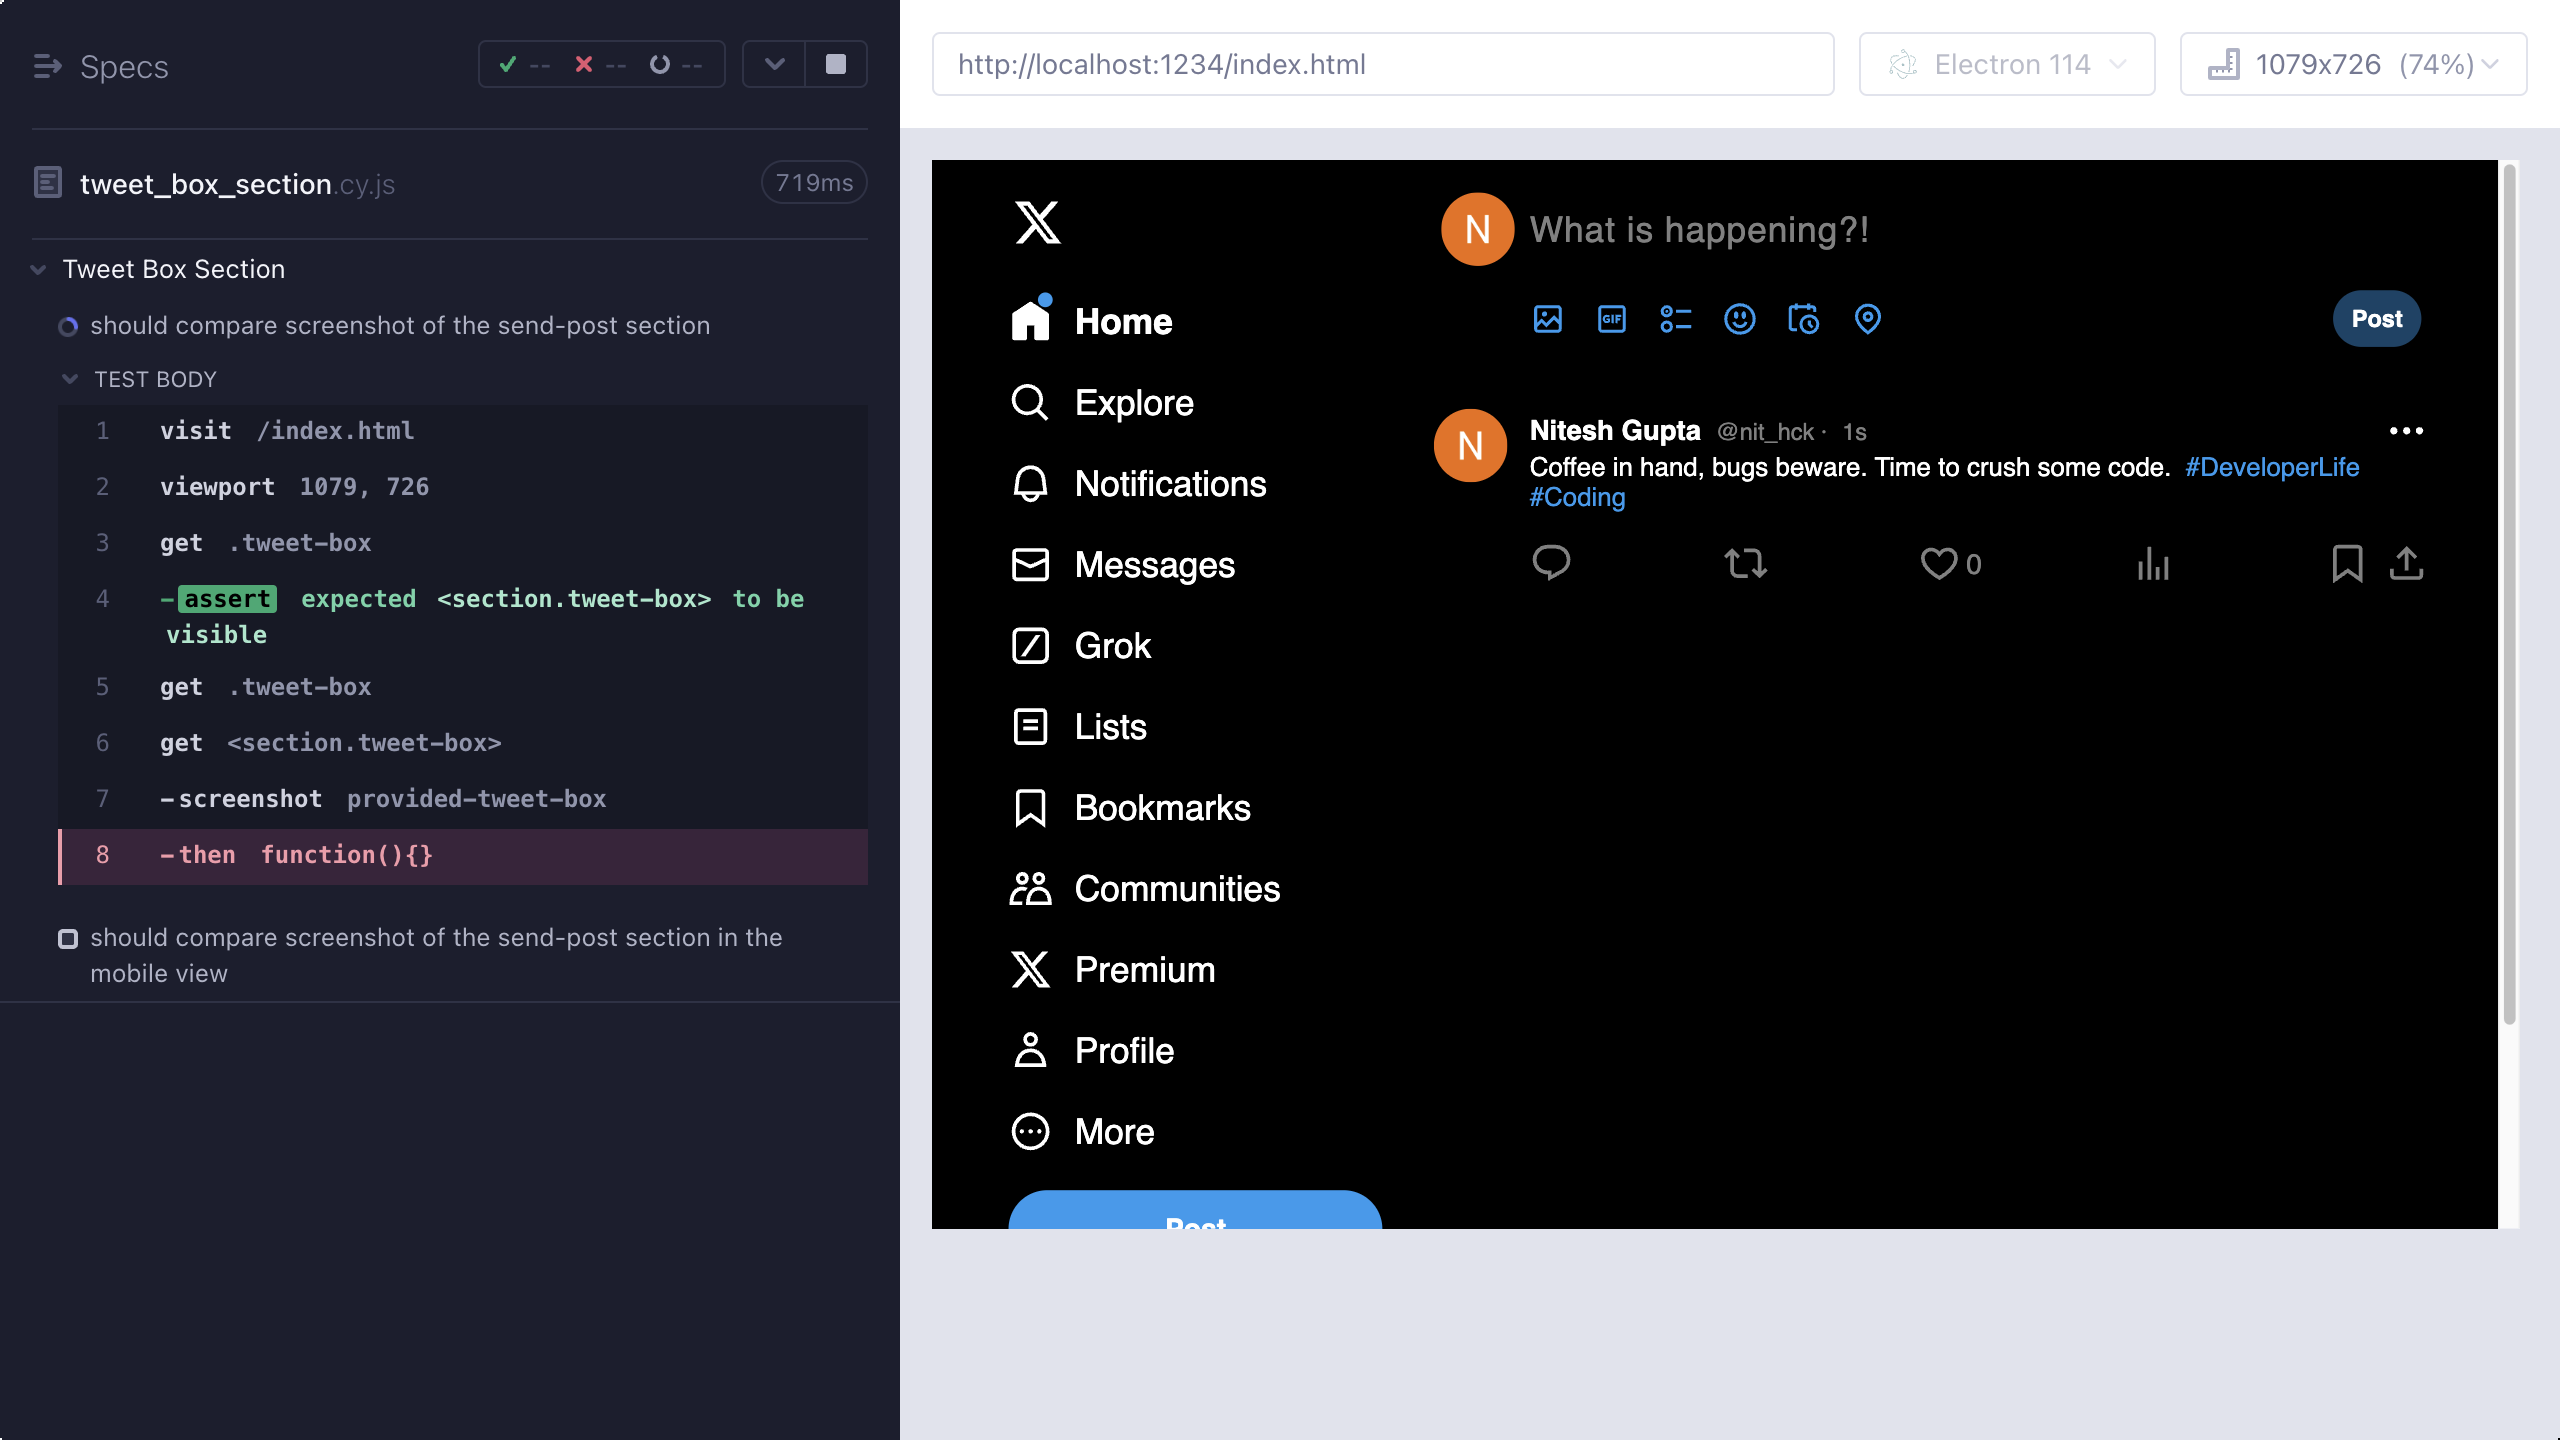 Specs
-- -- --
tweet_box_section.cy.js
719ms
Tweet Box Section
should compare screenshot of the send-post section
TEST BODY
1 visit /index.html
2 viewport 1079, 726
3 get .tweet-box
4 -assert expected <section.tweet-box> to be
visible
5 get .tweet-box
6 get <section.tweet-box>
7 -screenshot provided-tweet-box
8 -then function(){}
should compare screenshot of the send-post section in the
mobile view
http://localhost:1234/index.html
Electron 114
1079x726 (74%)
Home
Explore
Notifications
Messages
Grok
Lists
Bookmarks
Communities
Premium
Profile
More
Post
N
What is happening?!
GIF
Post
N
Nitesh Gupta @nit_hck · 1s
Coffee in hand, bugs beware. Time to crush some code. #DeveloperLife
#Coding
0